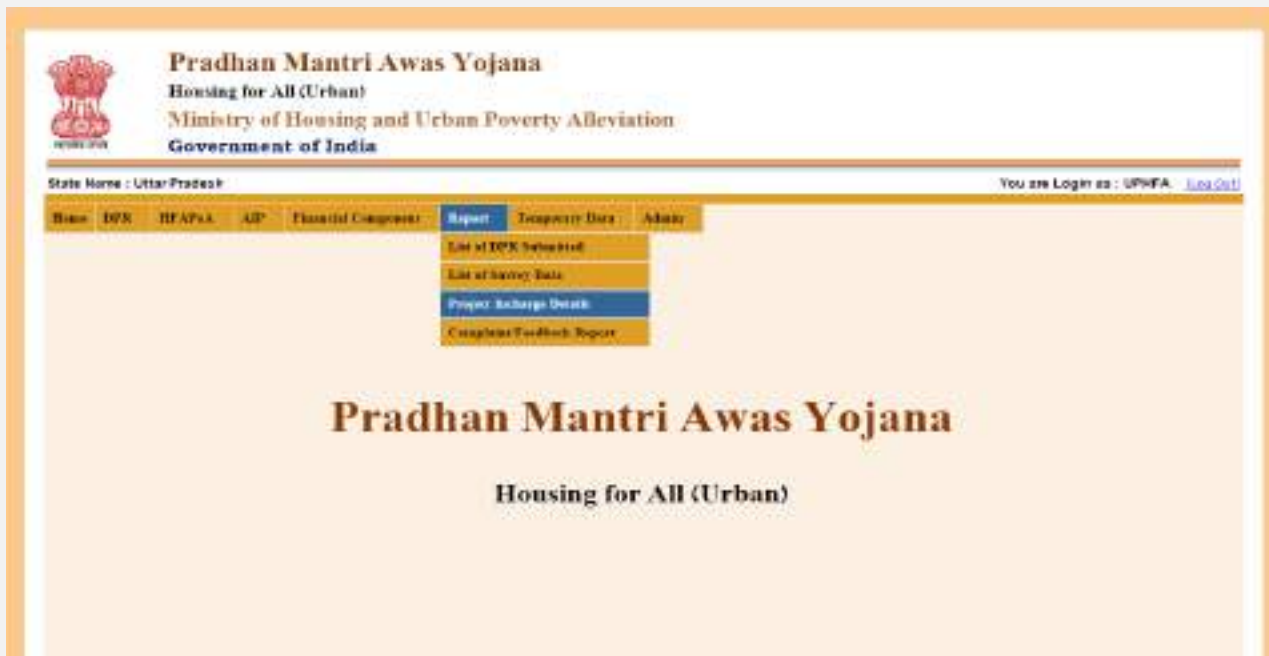 Pradhan Mantri Awas Yojana
Housing for All (Urban)
Ministry of Housing and Urban Poverty Alleviation
Government of India
State Name : Uttar Pradesh
You are Login as : UPHFA [Log Out]
Home DPR HFAPoA AIP Financial Component Report Temporary Data Admin
List of DPR Submitted
List of Survey Data
Project Incharge Details
Complaint/Feedback Report
Pradhan Mantri Awas Yojana
Housing for All (Urban)